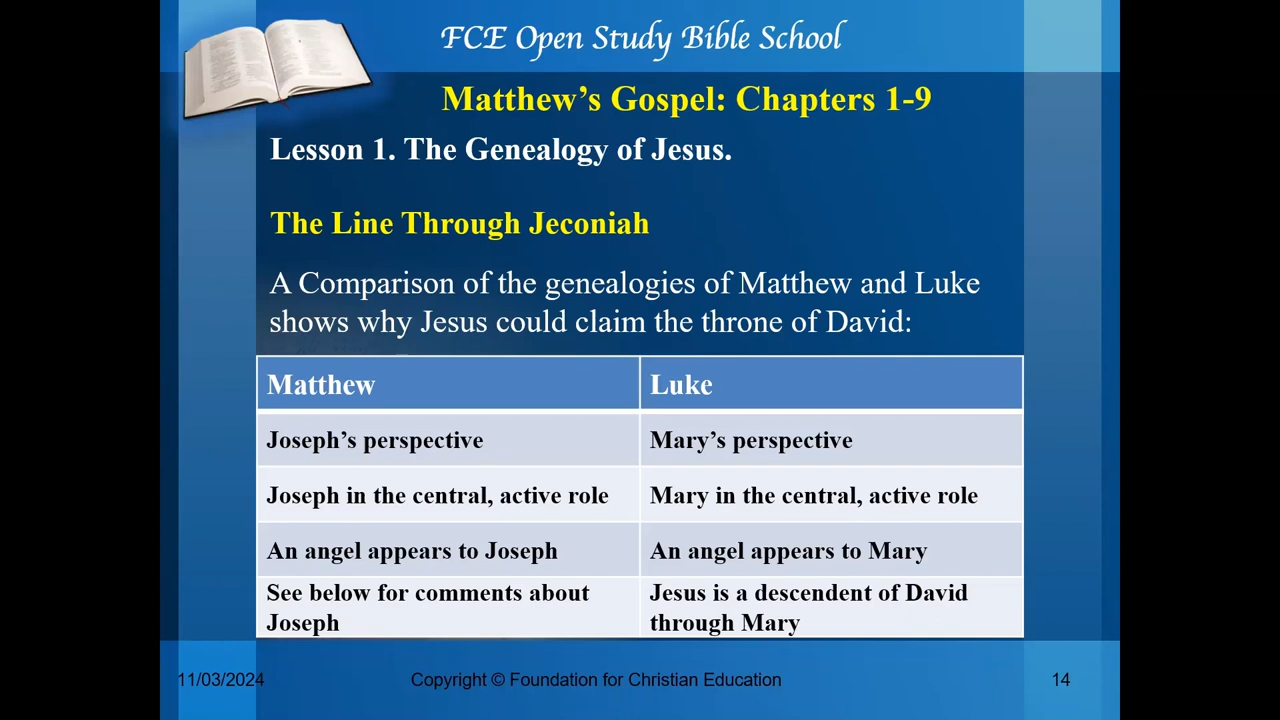 FCE Open Study Bible School
Matthew’s Gospel: Chapters 1-9
Lesson 1. The Genealogy of Jesus.
The Line Through Jeconiah
A Comparison of the genealogies of Matthew and Luke
shows why Jesus could claim the throne of David:
Matthew
Luke
Joseph’s perspective
Mary’s perspective
Joseph in the central, active role
Mary in the central, active role
An angel appears to Joseph
An angel appears to Mary
See below for comments about
Joseph
Jesus is a descendent of David
through Mary
11/03/2024
Copyright © Foundation for Christian Education
14